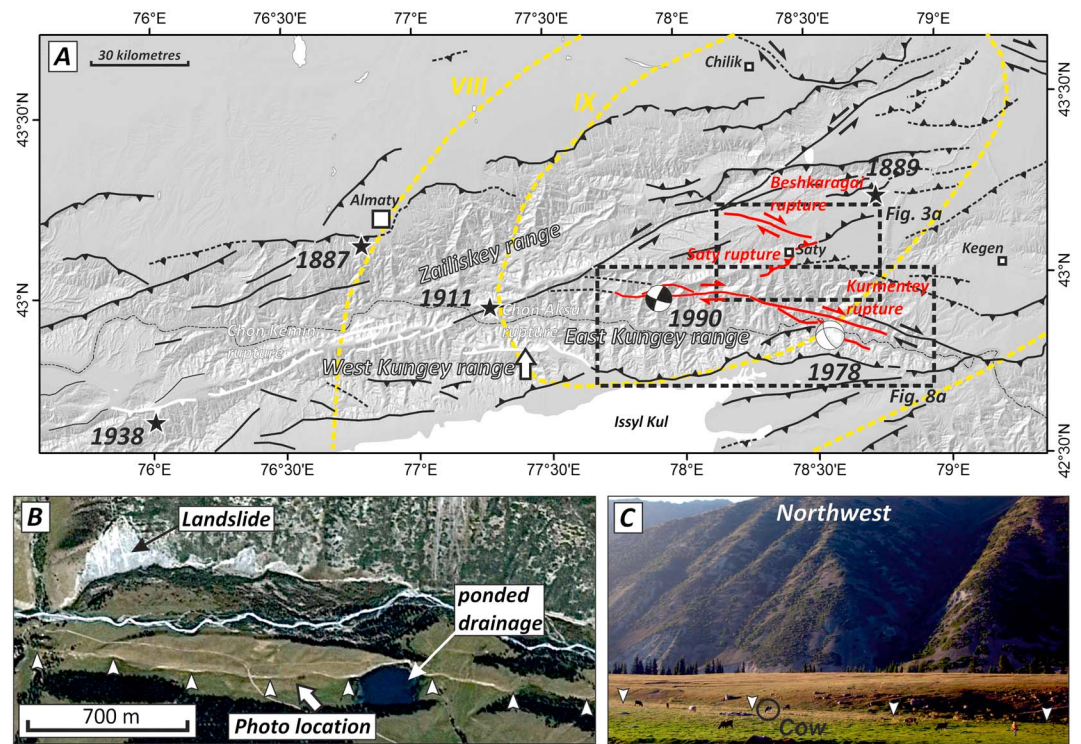 76°E
76°30'E
77°E
77°30'E
78°E
78°30'E
79°E
A
30 kilometres
Chilik
VIII
IX
43°30'N
43°30'N
1889
Beshkaragai
rupture
Almaty
Fig. 3a
Zailiskey range
Kegen
1887
Saty rupture
Saty
43°N
43°N
1911
Kurmentey
rupture
Chon Aksu
rupture
1990
Chon Kemin
rupture
East Kungey range
West Kungey range
1978
Fig. 8a
1938
Issyl Kul
42°30'N
76°E
76°30'E
77°E
77°30'E
78°E
78°30'E
79°E
B
Landslide
ponded
drainage
700 m
Photo location
C
Northwest
Cow